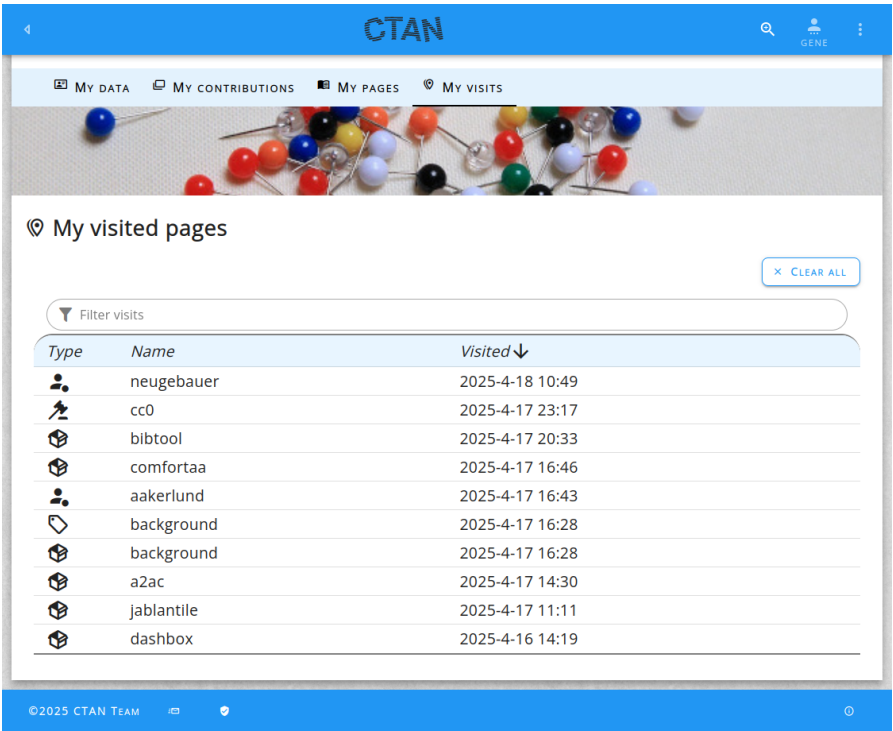 CTAN
GENE
My data My contributions My pages My visits
My visited pages
× Clear all
Filter visits
Type Name Visited
neugebauer 2025-4-18 10:49
cc0 2025-4-17 23:17
bibtool 2025-4-17 20:33
comfortaa 2025-4-17 16:46
aakerlund 2025-4-17 16:43
background 2025-4-17 16:28
background 2025-4-17 16:28
a2ac 2025-4-17 14:30
jablantile 2025-4-17 11:11
dashbox 2025-4-16 14:19
©2025 CTAN Team